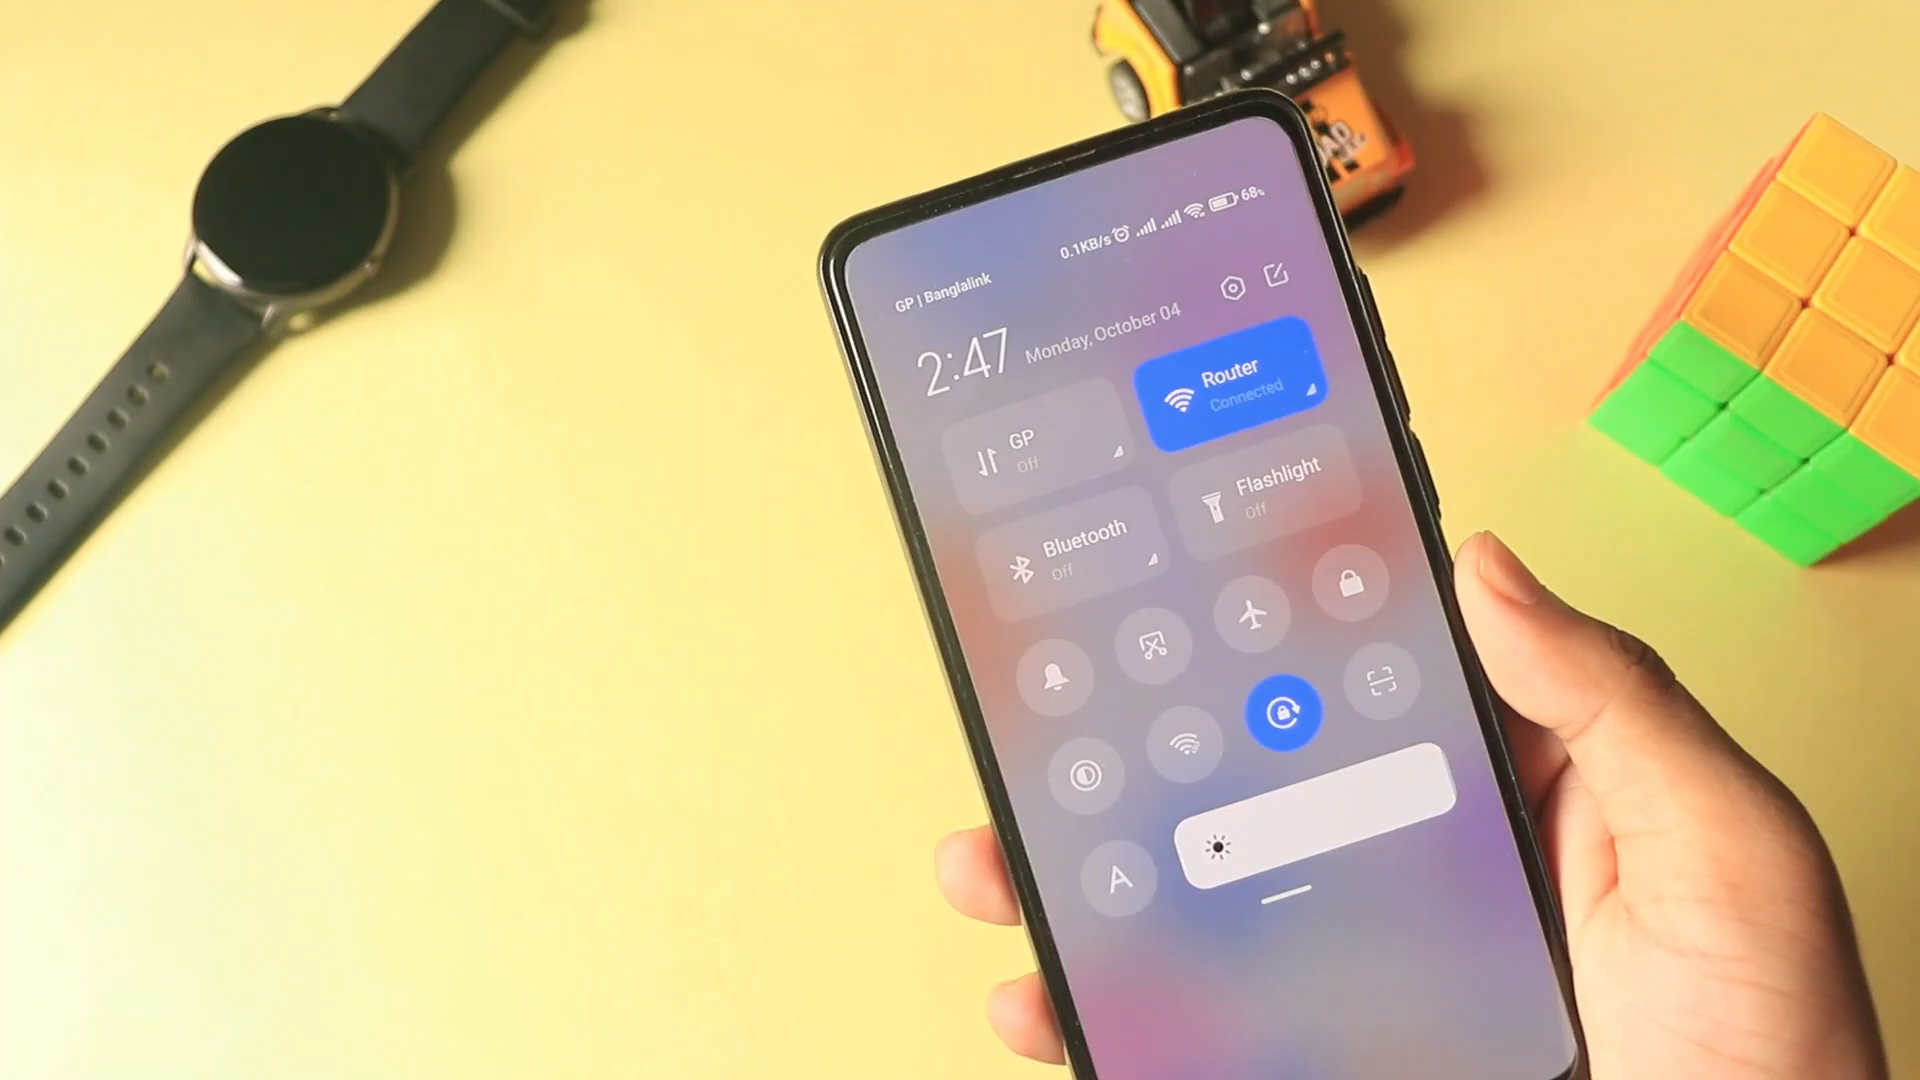 0.1KB/s 68%
GP | Banglalink
2:47 Monday, October 04
Router
Connected
GP
Off
Flashlight
Off
Bluetooth
Off
A